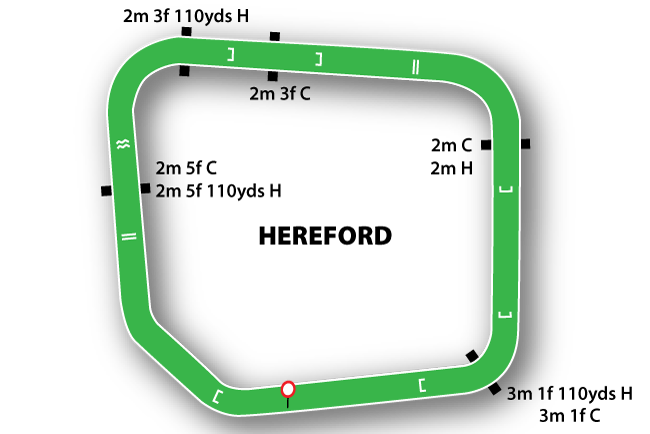 2m 3f 110yds H
2m 3f C
2m C
2m H
2m 5f C
2m 5f 110yds H
HEREFORD
3m 1f 110yds H
3m 1f C